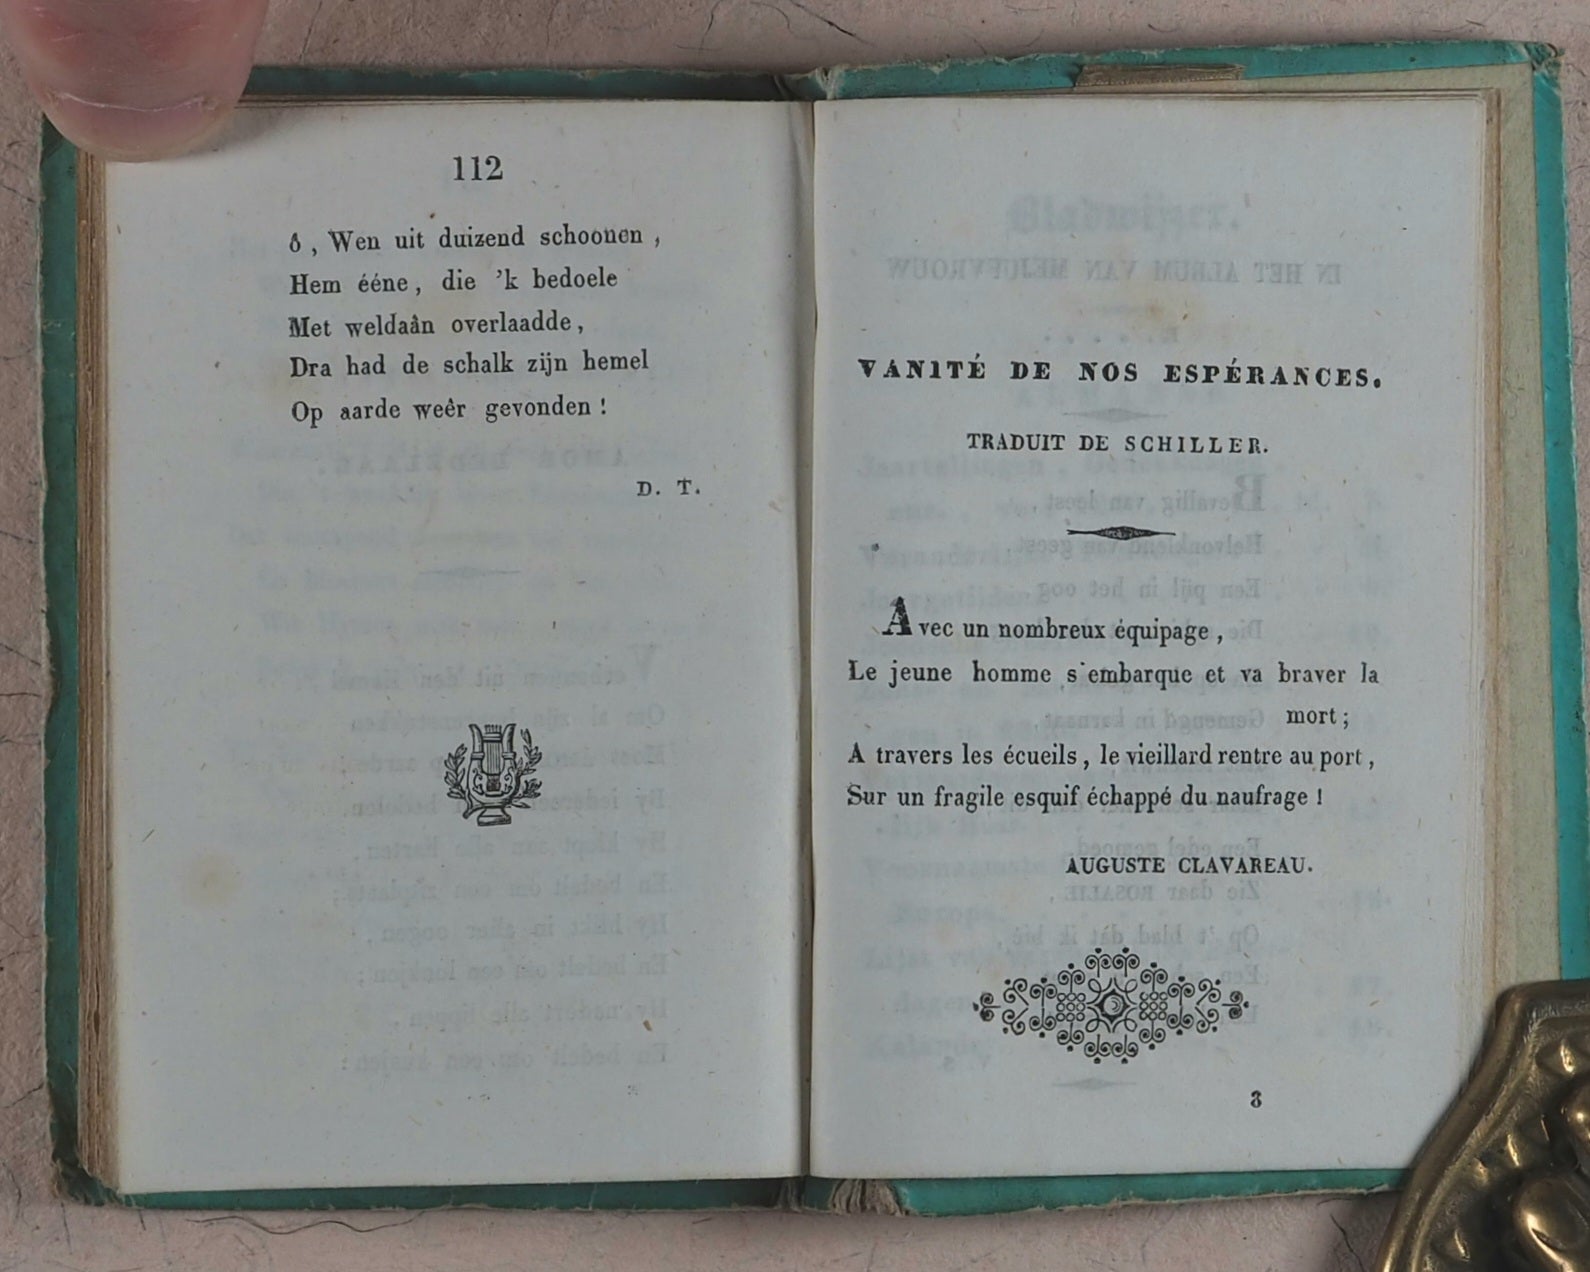 112
ô, Wen uit duizend schoonen,
Hem ééne, die 'k bedoele
Met weldaân overlaadde,
Dra had de schalk zijn hemel
Op aarde weêr gevonden!
D. T.
VANITÉ DE NOS ESPÉRANCES.
TRADUIT DE SCHILLER.
Avec un nombreux équipage,
Le jeune homme s'embarque et va braver la
mort;
A travers les écueils, le vieillard rentre au port,
Sur un fragile esquif échappé du naufrage!
AUGUSTE CLAVAREAU.
8